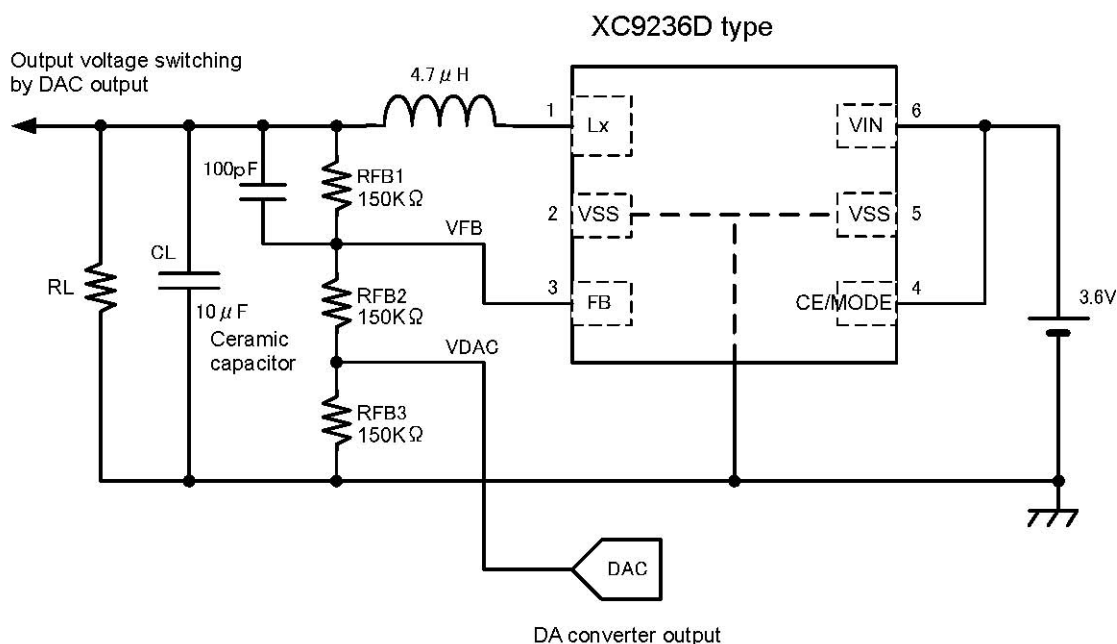 XC9236D type
Output voltage switching
by DAC output
4.7μH
1
Lx
VIN
6
100pF
RFB1
150KΩ
2
VSS
VSS
5
VFB
CL
RL
10μF
Ceramic
capacitor
RFB2
150KΩ
3
FB
CE/MODE
4
3.6V
VDAC
RFB3
150KΩ
DAC
DA converter output